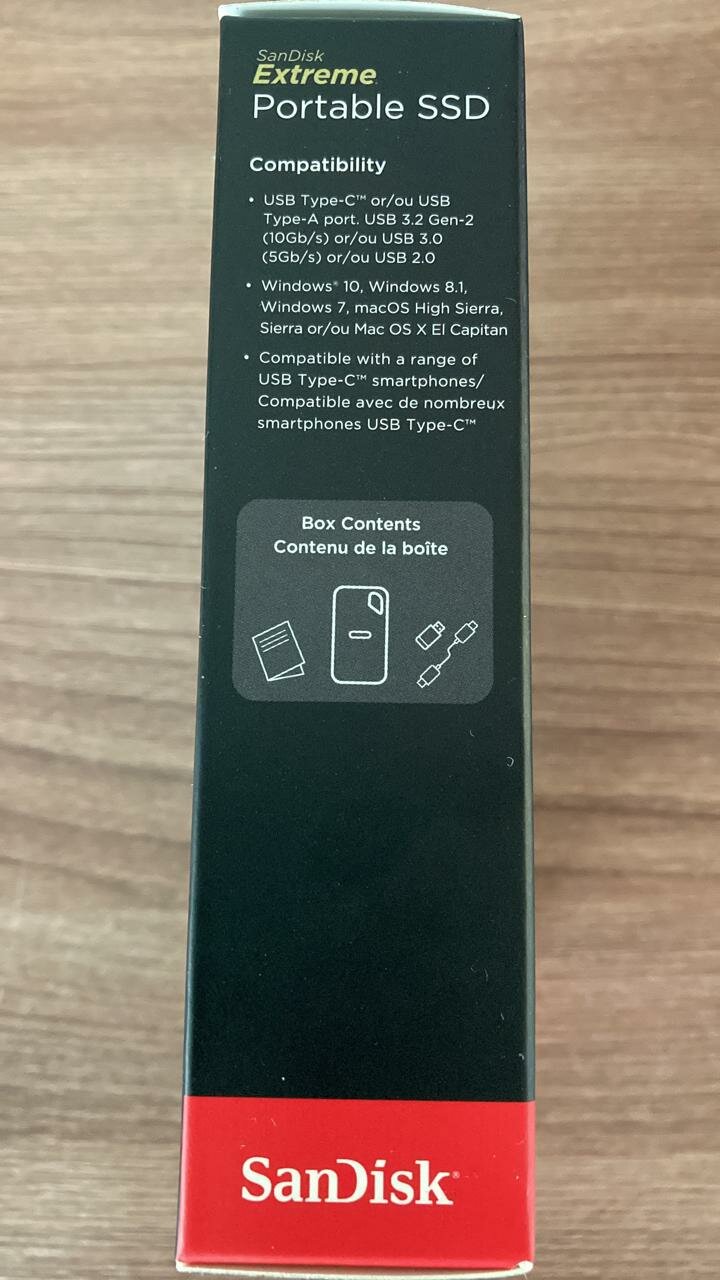 SanDisk
Extreme
Portable SSD
Compatibility
• USB Type-C™ or/ou USB
Type-A port. USB 3.2 Gen-2
(10Gb/s) or/ou USB 3.0
(5Gb/s) or/ou USB 2.0
• Windows® 10, Windows 8.1,
Windows 7, macOS High Sierra,
Sierra or/ou Mac OS X El Capitan
• Compatible with a range of
USB Type-C™ smartphones/
Compatible avec de nombreux
smartphones USB Type-C™
Box Contents
Contenu de la boîte
SanDisk®